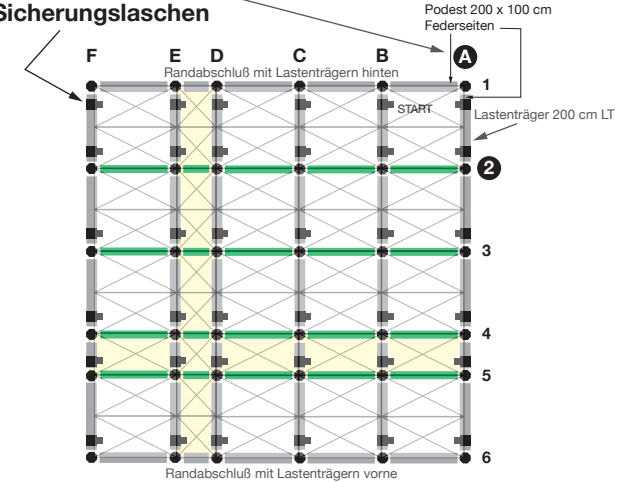 Sicherungslaschen
Podest 200 x 100 cm
Federseiten
F E D C B A
Randabschluß mit Lastenträgern hinten
1
START
Lastenträger 200 cm LT
2
3
4
5
6
Randabschluß mit Lastenträgern vorne